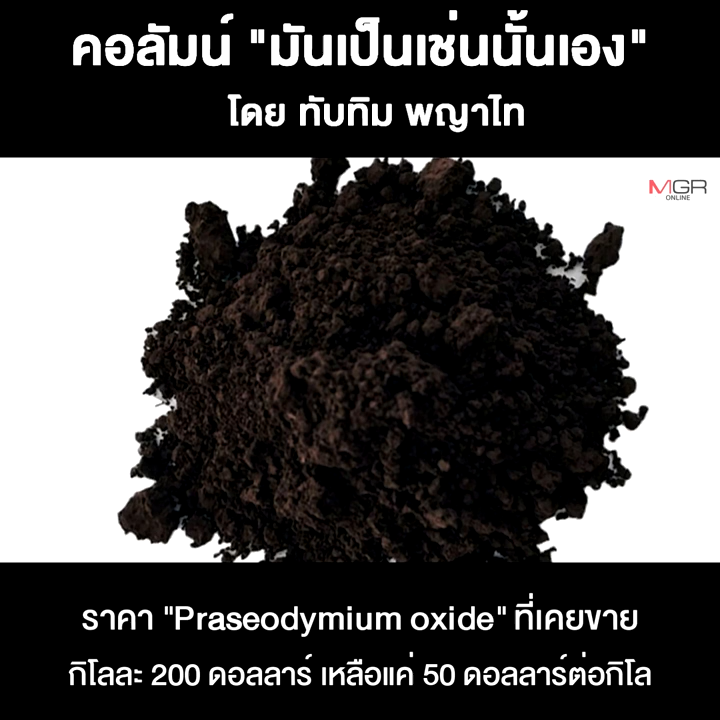 คอลัมน์ "มันเป็นเช่นนั้นเอง"
โดย ทับทิม พญาไท
MGR
ONLINE
ราคา "Praseodymium oxide" ที่เคยขาย
กิโลละ 200 ดอลลาร์ เหลือแค่ 50 ดอลลาร์ต่อกิโล